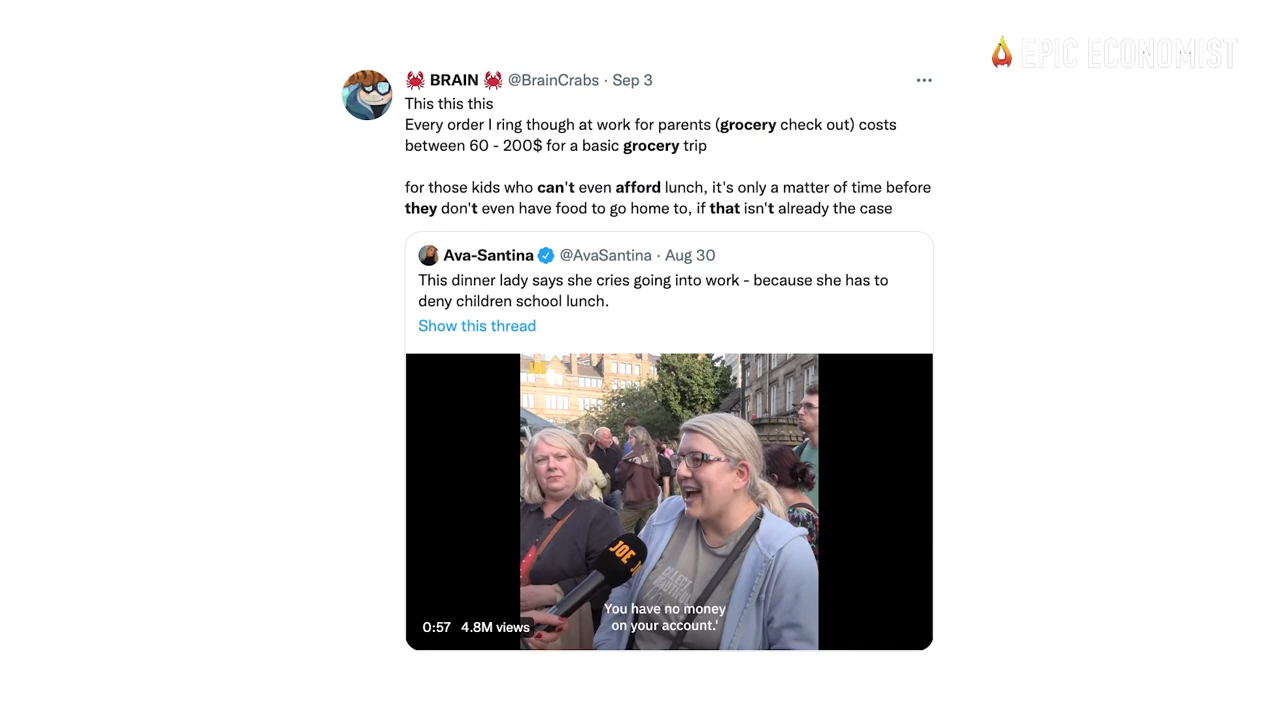 EPIC ECONOMIST
BRAIN @BrainCrabs · Sep 3
This this this
Every order I ring though at work for parents (grocery check out) costs
between 60 - 200$ for a basic grocery trip
for those kids who can't even afford lunch, it's only a matter of time before
they don't even have food to go home to, if that isn't already the case
Ava-Santina @AvaSantina · Aug 30
This dinner lady says she cries going into work - because she has to
deny children school lunch.
Show this thread
JOE
You have no money
on your account.'
0:57 4.8M views